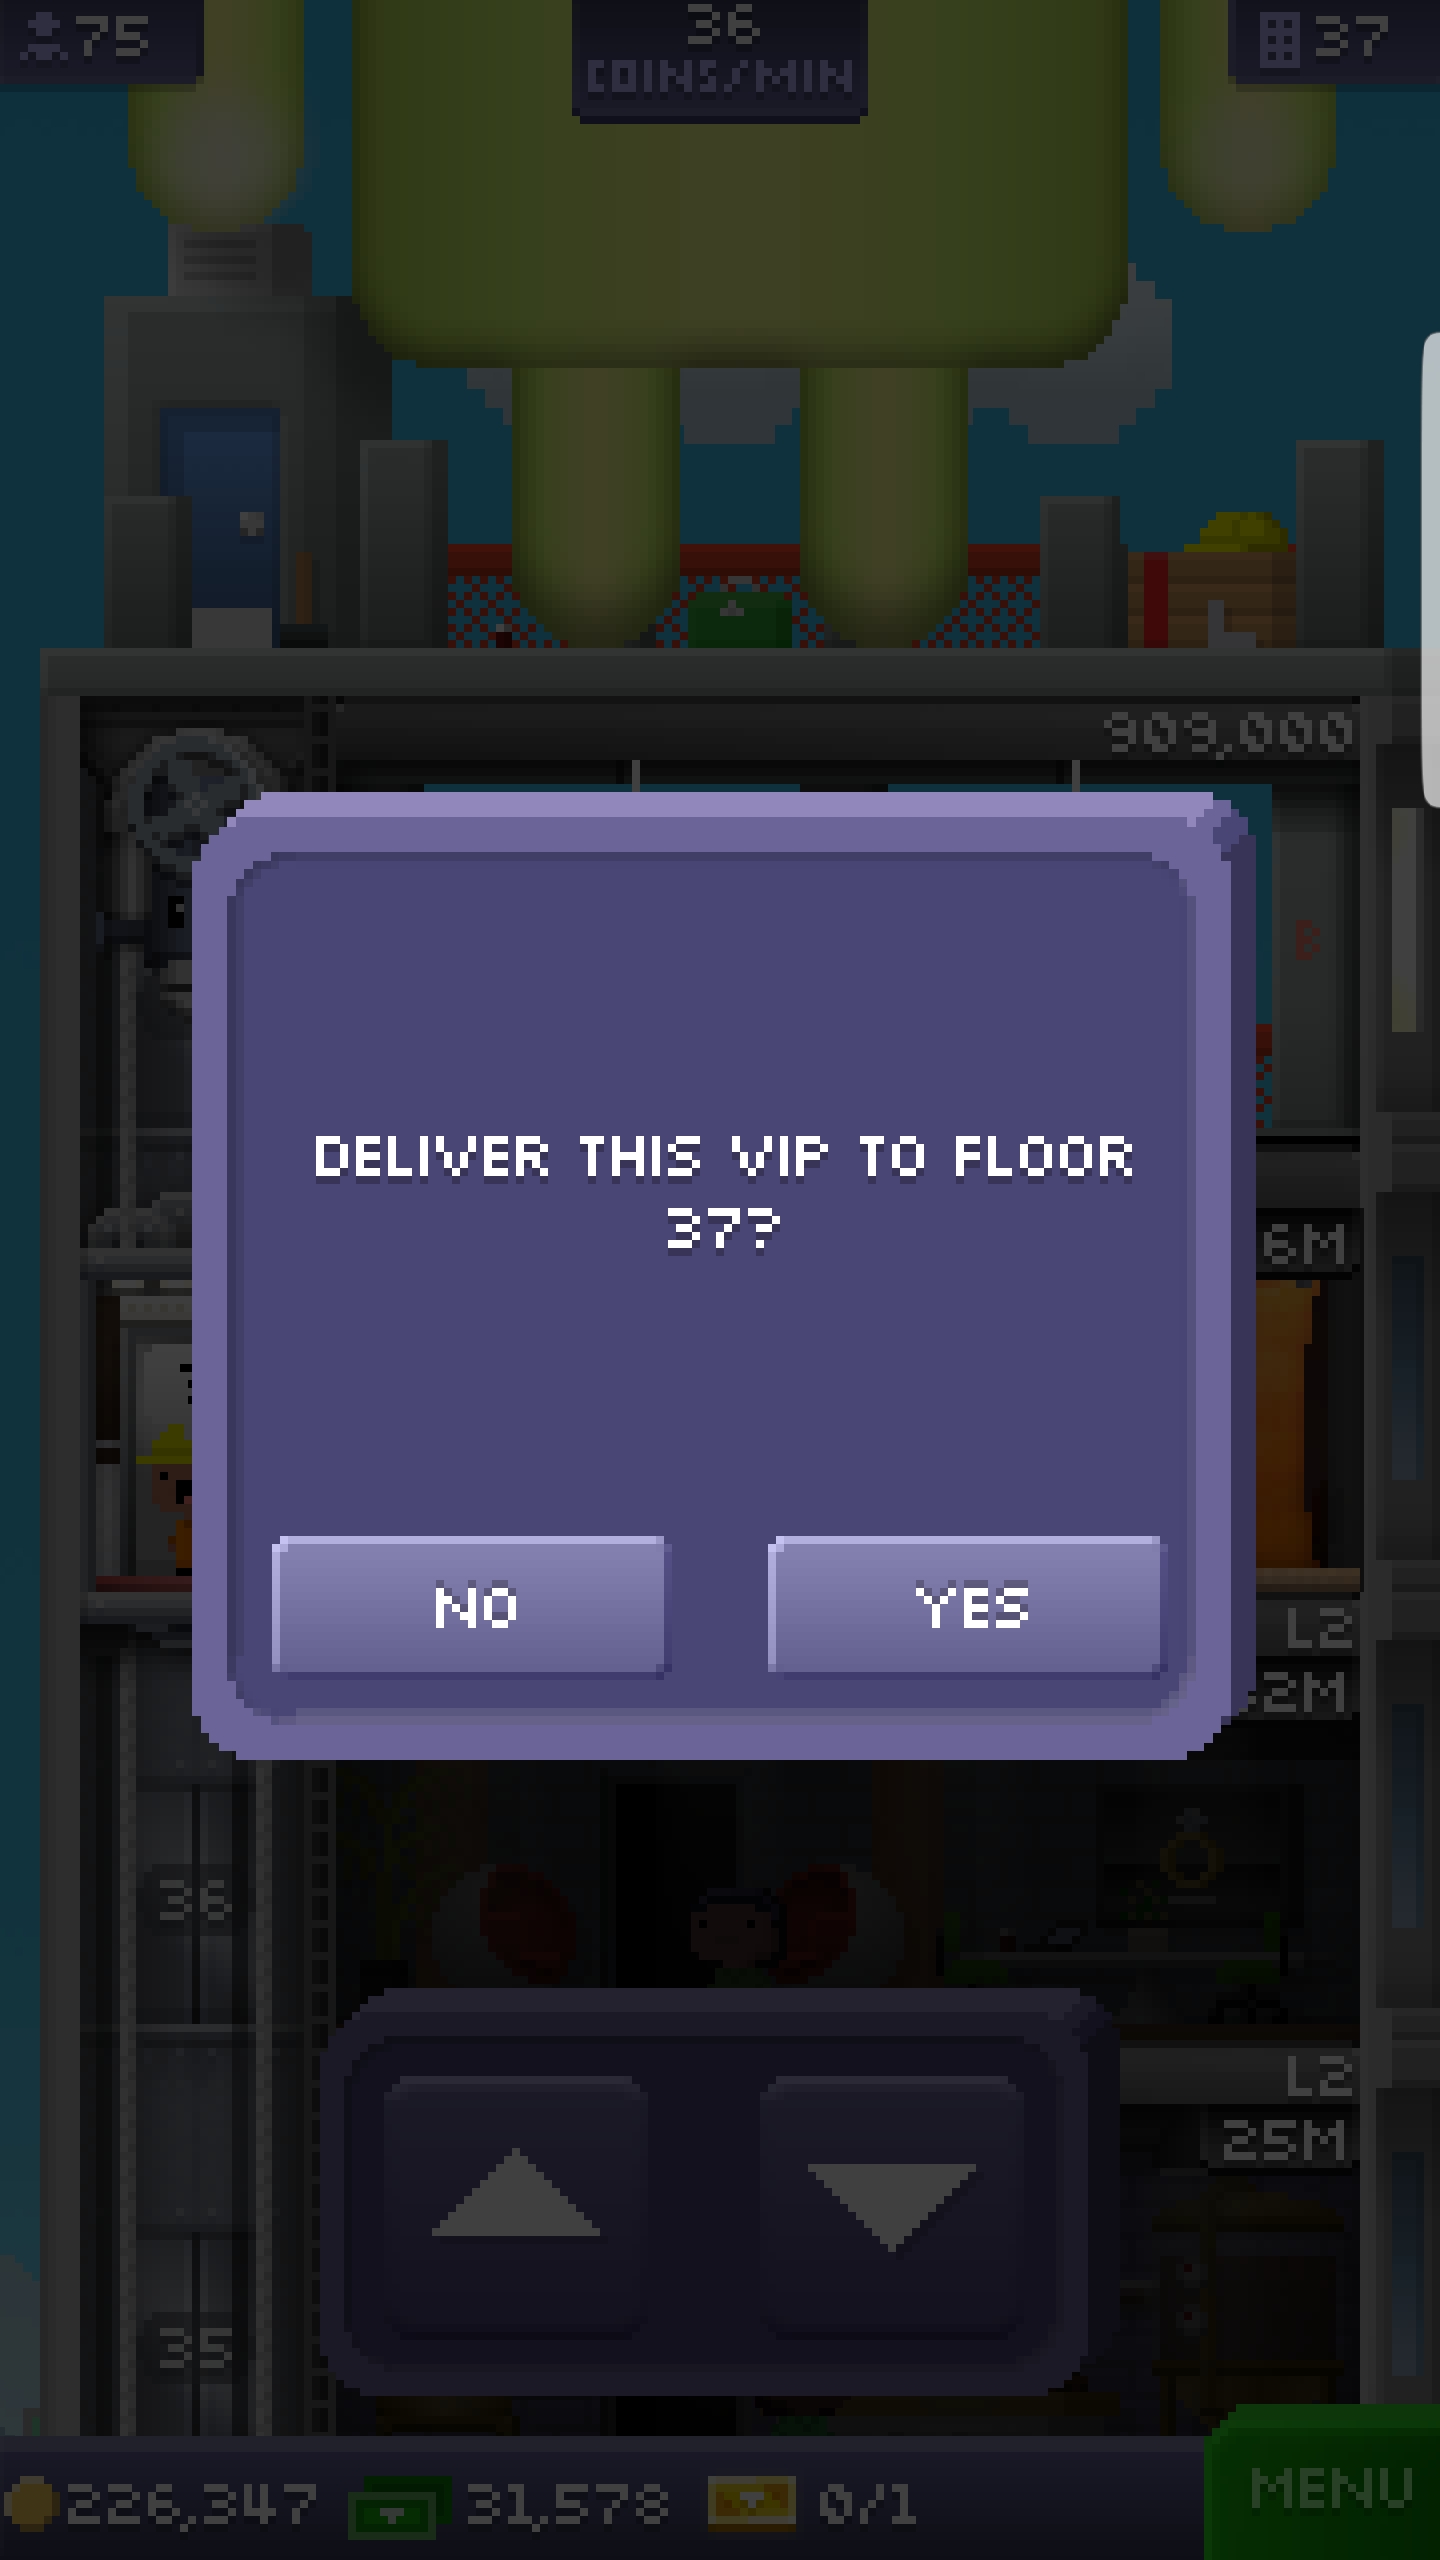 75
36
COINS/MIN
37
909,000
B
DELIVER THIS VIP TO FLOOR
37?
6M
NO
YES
L2
2M
36
L2
25M
35
226,347
31,578
0/1
MENU